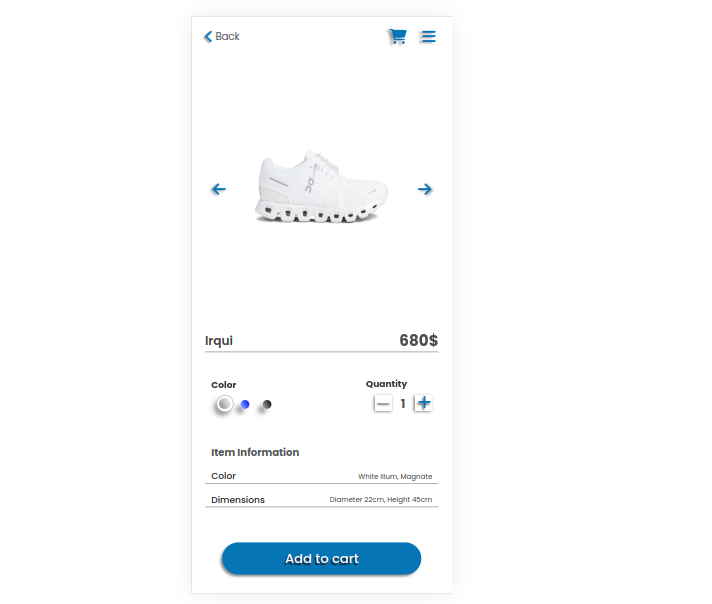 Back
Irqui 680$
Color Quantity
1
Item Information
Color White Illum, Magnate
Dimensions Diameter 22cm, Height 45cm
Add to cart